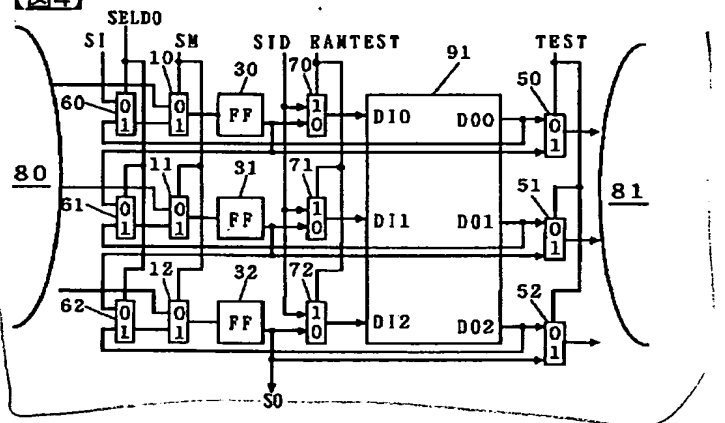 【図4】
SELDO
SI SM SID RAMTEST TEST
10 30 70 91 50
60 0 1 0 1 FF 1 0 DI0 DO0 0 1
80 11 31 71 51 81
61 0 1 0 1 FF 1 0 DI1 DO1 0 1
12 32 72 52
62 0 1 0 1 FF 1 0 DI2 DO2 0 1
SO